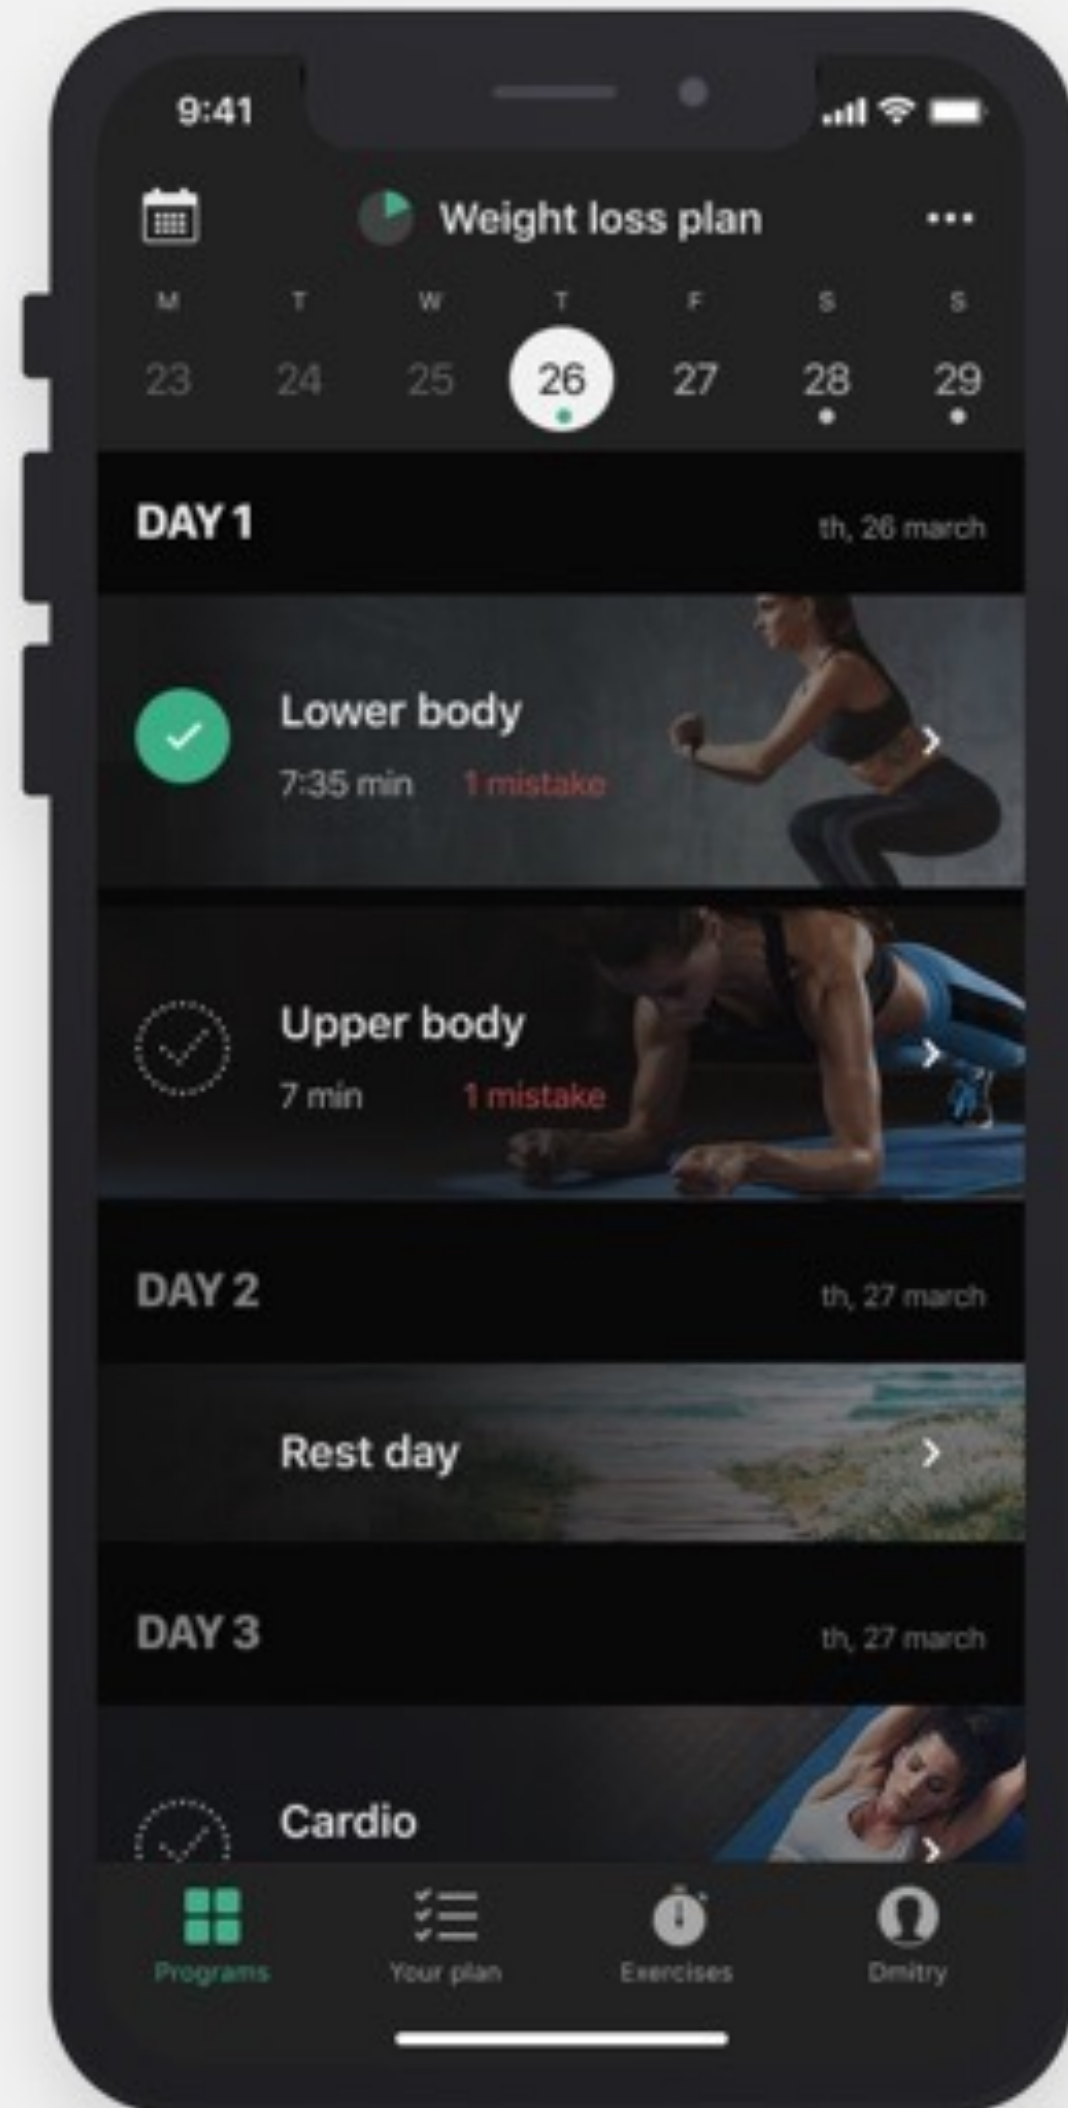 9:41
Weight loss plan
M T W T F S S
23 24 25 26 27 28 29
DAY 1 th, 26 march
Lower body
7:35 min 1 mistake
Upper body
7 min 1 mistake
DAY 2 th, 27 march
Rest day
DAY 3 th, 27 march
Cardio
Programs Your plan Exercises Dmitry